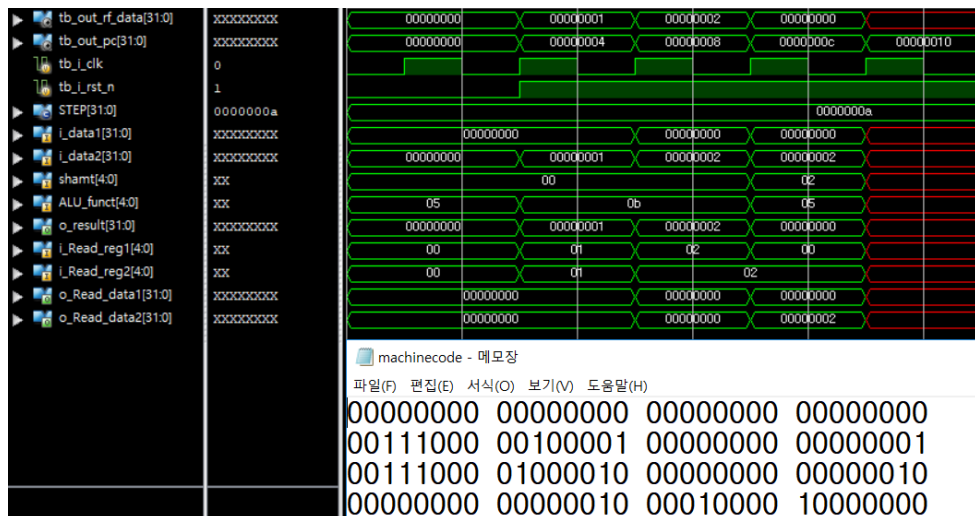 tb_out_rf_data[31:0] XXXXXXXX 00000000 00000001 00000002 00000000
tb_out_pc[31:0] XXXXXXXX 00000000 00000004 00000008 0000000c 00000010
tb_i_clk 0
tb_i_rst_n 1
STEP[31:0] 0000000a 0000000a
i_data1[31:0] XXXXXXXX 00000000 00000000 00000000
i_data2[31:0] XXXXXXXX 00000000 00000001 00000002 00000002
shamt[4:0] XX 00 02
ALU_funct[4:0] XX 05 0b 05
o_result[31:0] XXXXXXXX 00000000 00000001 00000002 00000000
i_Read_reg1[4:0] XX 00 01 02 00
i_Read_reg2[4:0] XX 00 01 02
o_Read_data1[31:0] XXXXXXXX 00000000 00000000 00000000
o_Read_data2[31:0] XXXXXXXX 00000000 00000000 00000002
machinecode - 메모장
파일(F) 편집(E) 서식(O) 보기(V) 도움말(H)
00000000 00000000 00000000 00000000
00111000 00100001 00000000 00000001
00111000 01000010 00000000 00000010
00000000 00000010 00010000 10000000